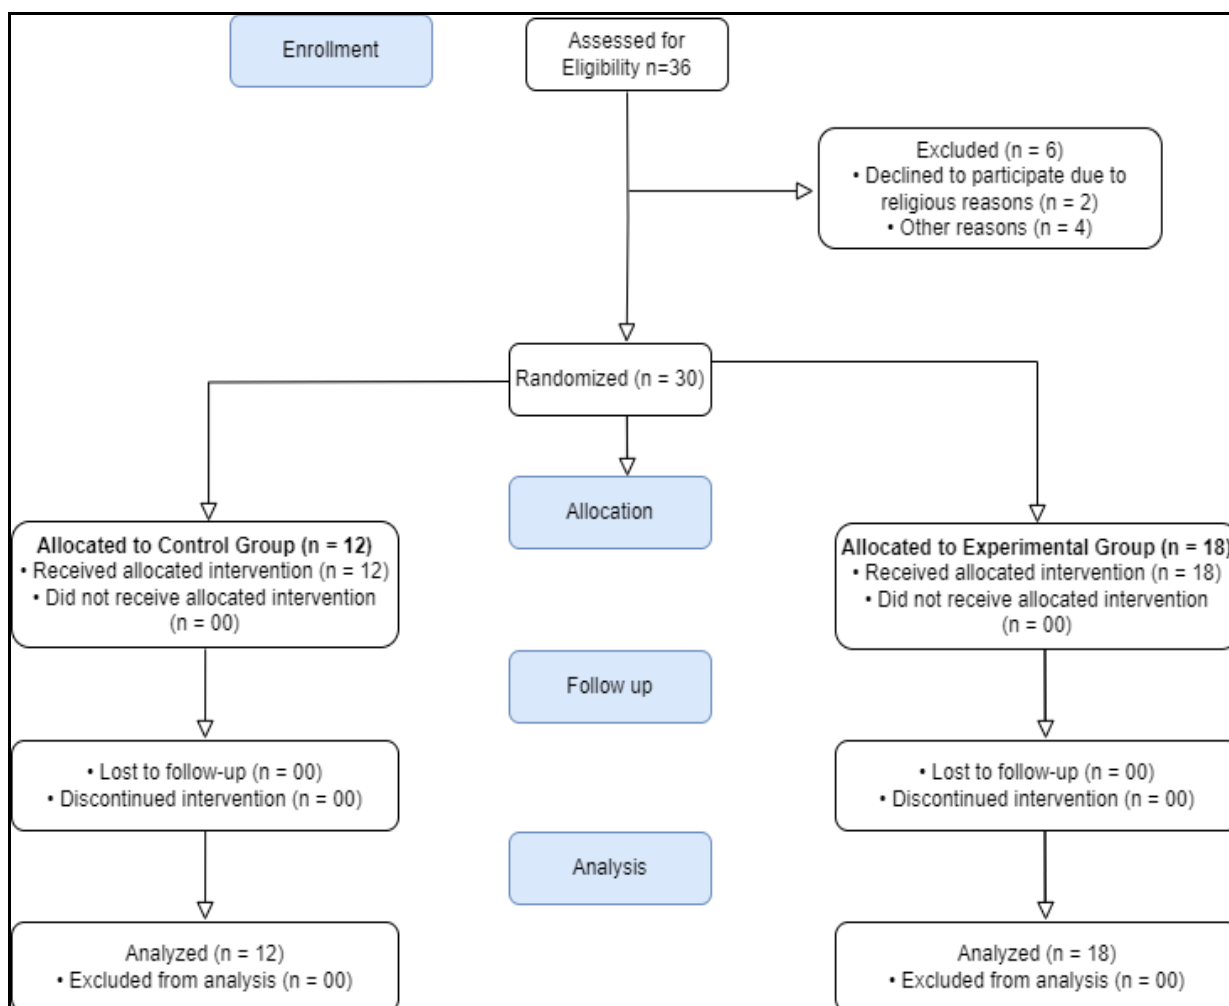 Enrollment
Assessed for
Eligibility n=36
Excluded (n = 6)
• Declined to participate due to
religious reasons (n = 2)
• Other reasons (n = 4)
Randomized (n = 30)
Allocation
Allocated to Control Group (n = 12)
• Received allocated intervention (n = 12)
• Did not receive allocated intervention
(n = 00)
Allocated to Experimental Group (n = 18)
• Received allocated intervention (n = 18)
• Did not receive allocated intervention
(n = 00)
Follow up
• Lost to follow-up (n = 00)
• Discontinued intervention (n = 00)
• Lost to follow-up (n = 00)
• Discontinued intervention (n = 00)
Analysis
Analyzed (n = 12)
• Excluded from analysis (n = 00)
Analyzed (n = 18)
• Excluded from analysis (n = 00)